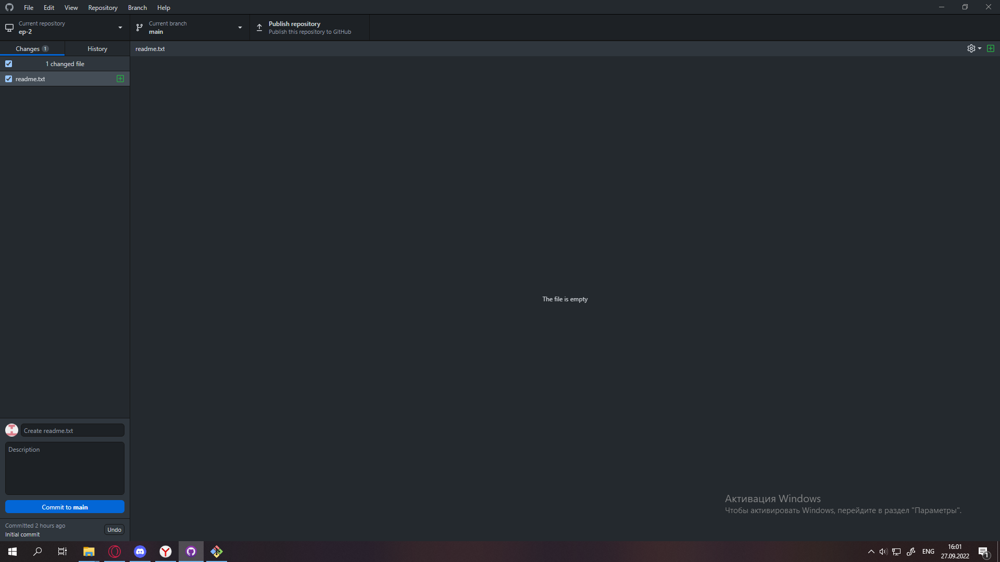 File Edit View Repository Branch Help
Current repository
ep-2
Current branch
main
Publish repository
Publish this repository to GitHub
Changes 1
History
readme.txt
1 changed file
readme.txt
The file is empty
Create readme.txt
Description
Commit to main
Committed 2 hours ago
Initial commit
Undo
Активация Windows
Чтобы активировать Windows, перейдите в раздел "Параметры".
ENG
16:01
27.09.2022
1